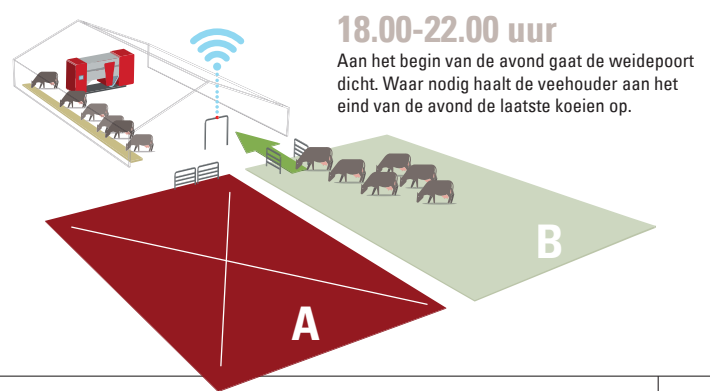 18.00-22.00 uur
Aan het begin van de avond gaat de weidepoort
dicht. Waar nodig haalt de veehouder aan het
eind van de avond de laatste koeien op.
B
A